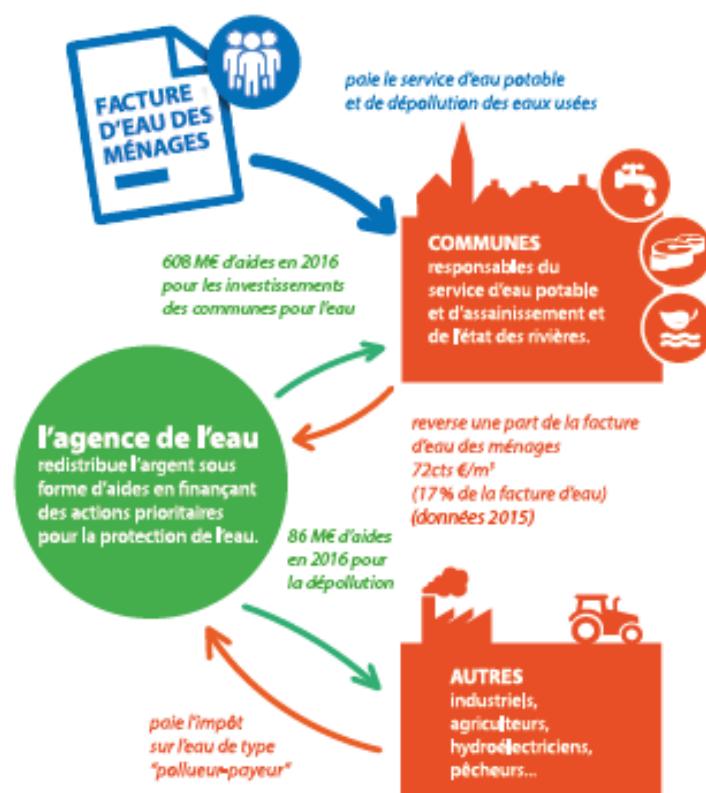 FACTURE
D'EAU DES
MÉNAGES
paie le service d'eau potable
et de dépollution des eaux usées
COMMUNES
responsables du
service d'eau potable
et d'assainissement et
de l'état des rivières.
608 M€ d'aides en 2016
pour les investissements
des communes pour l'eau
l'agence de l'eau
redistribue l'argent sous
forme d'aides en finançant
des actions prioritaires
pour la protection de l'eau.
reverse une part de la facture
d'eau des ménages
72cts €/m³
(17 % de la facture d'eau)
(données 2015)
86 M€ d'aides
en 2016 pour
la dépollution
AUTRES
industriels,
agriculteurs,
hydroélectriciens,
pêcheurs...
paie l'impôt
sur l'eau de type
"pollueur-payeur"